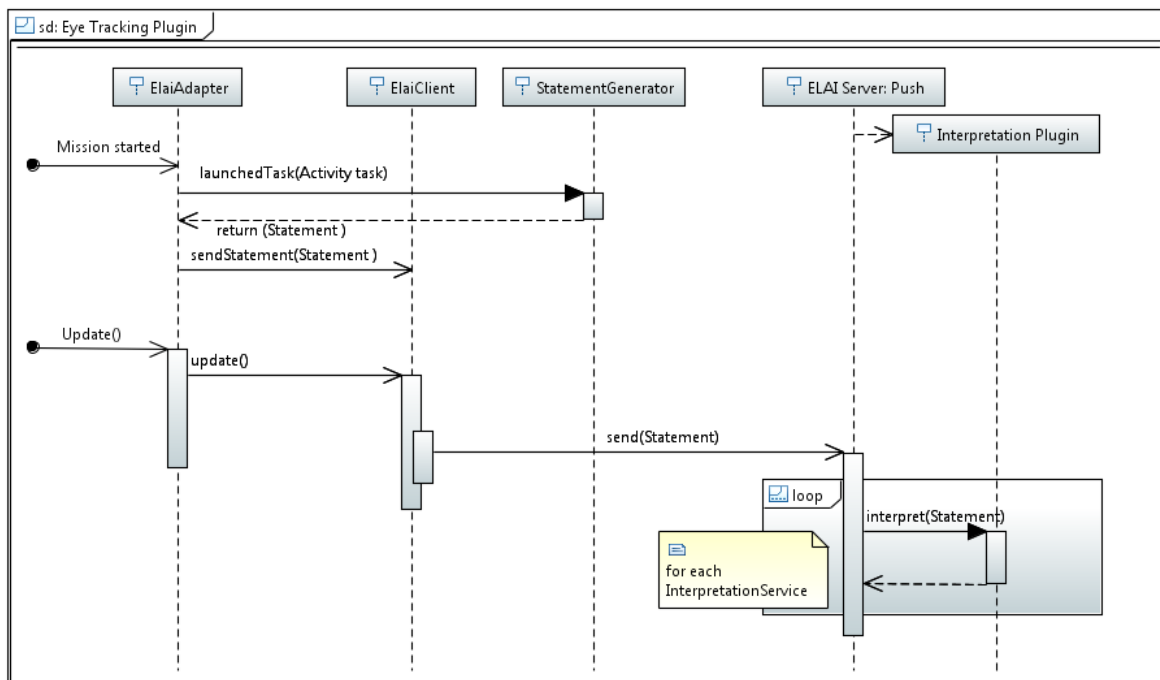 sd: Eye Tracking Plugin
ElaiAdapter
ElaiClient
StatementGenerator
ELAI Server: Push
Interpretation Plugin
Mission started
launchedTask(Activity task)
return (Statement )
sendStatement(Statement )
Update()
update()
send(Statement)
loop
interpret(Statement)
for each
InterpretationService